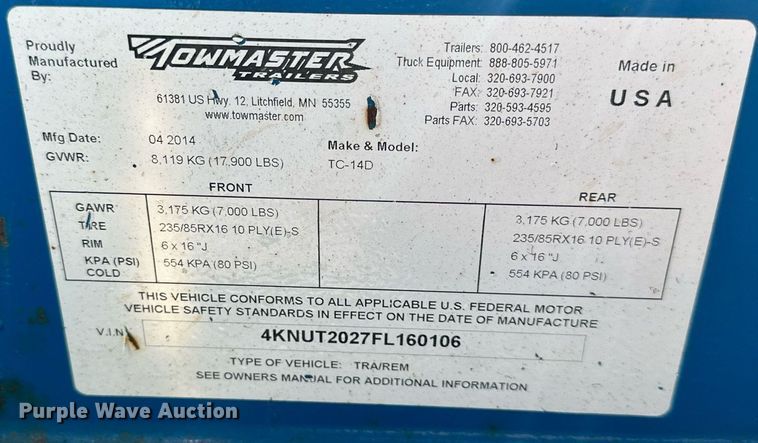 Proudly Manufactured By:
TOWMASTER
TRAILERS
61381 US Hwy. 12, Litchfield, MN 55355
www.towmaster.com
Trailers: 800-462-4517
Truck Equipment: 888-805-5971
Local: 320-693-7900
FAX: 320-693-7921
Parts: 320-593-4595
Parts FAX: 320-693-5703
Made in
USA
Mfg Date: 04 2014
GVWR: 8,119 KG (17,900 LBS)
Make & Model:
TC-14D
FRONT
REAR
GAWR 3,175 KG (7,000 LBS) 3,175 KG (7,000 LBS)
TIRE 235/85RX16 10 PLY(E)-S 235/85RX16 10 PLY(E)-S
RIM 6 x 16 "J 6 x 16 "J
KPA (PSI) COLD 554 KPA (80 PSI) 554 KPA (80 PSI)
THIS VEHICLE CONFORMS TO ALL APPLICABLE U.S. FEDERAL MOTOR
VEHICLE SAFETY STANDARDS IN EFFECT ON THE DATE OF MANUFACTURE
V.I.N 4KNUT2027FL160106
TYPE OF VEHICLE: TRA/REM
SEE OWNERS MANUAL FOR ADDITIONAL INFORMATION
Purple Wave Auction